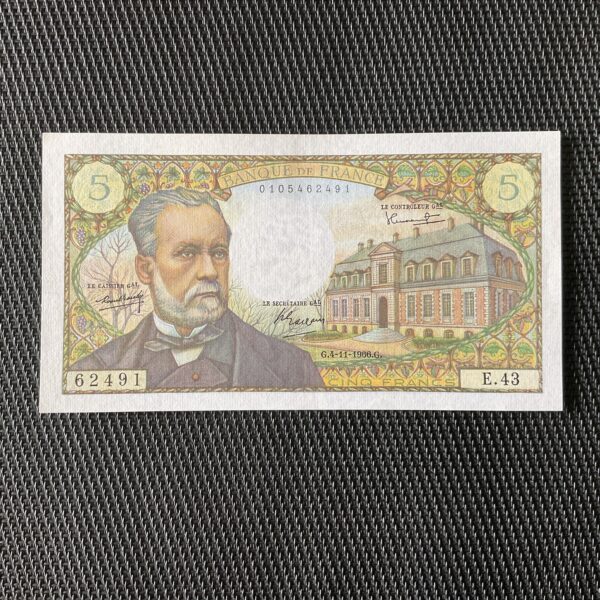 BANQUE DE FRANCE
5
5
0105462491
LE CONTROLEUR GAL
LE CAISSIER GAL
LE SECRÉTAIRE GAL
G.4-11-1966.G.
62491
CINQ FRANCS
E.43